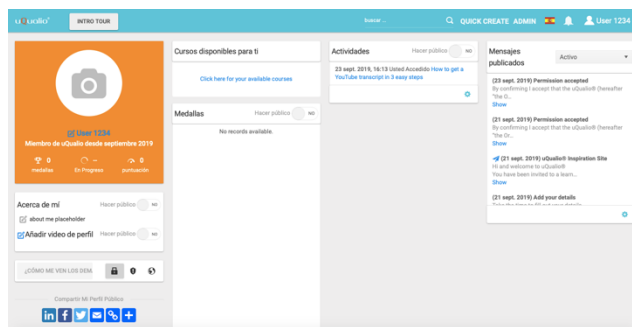 uQualio®
INTRO TOUR
buscar ...
QUICK CREATE
ADMIN
User 1234
User 1234
Miembro de uQualio desde septiembre 2019
0
medallas
--
En Progreso
0
puntuación
Acerca de mí
Hacer público
NO
about me placeholder
Añadir video de perfil
Hacer público
NO
¿CÓMO ME VEN LOS DEM
Compartir Mi Perfil Público
Cursos disponibles para ti
Click here for your available courses
Medallas
Hacer público
NO
No records available.
Actividades
Hacer público
NO
23 sept. 2019, 16:13 Usted Accedido How to get a
YouTube transcript in 3 easy steps.
Mensajes
publicados
Activo
(23 sept. 2019) Permission accepted
By confirming I accept that the uQualio® (hereafter
"the G..
Show
(21 sept. 2019) Permission accepted
By confirming I accept that the uQualio® (hereafter
"the Gr..
Show
(21 sept. 2019) uQualio® Inspiration Site
Hi and welcome to uQualio®
You have been invited to a learn...
Show
(21 sept. 2019) Add your details